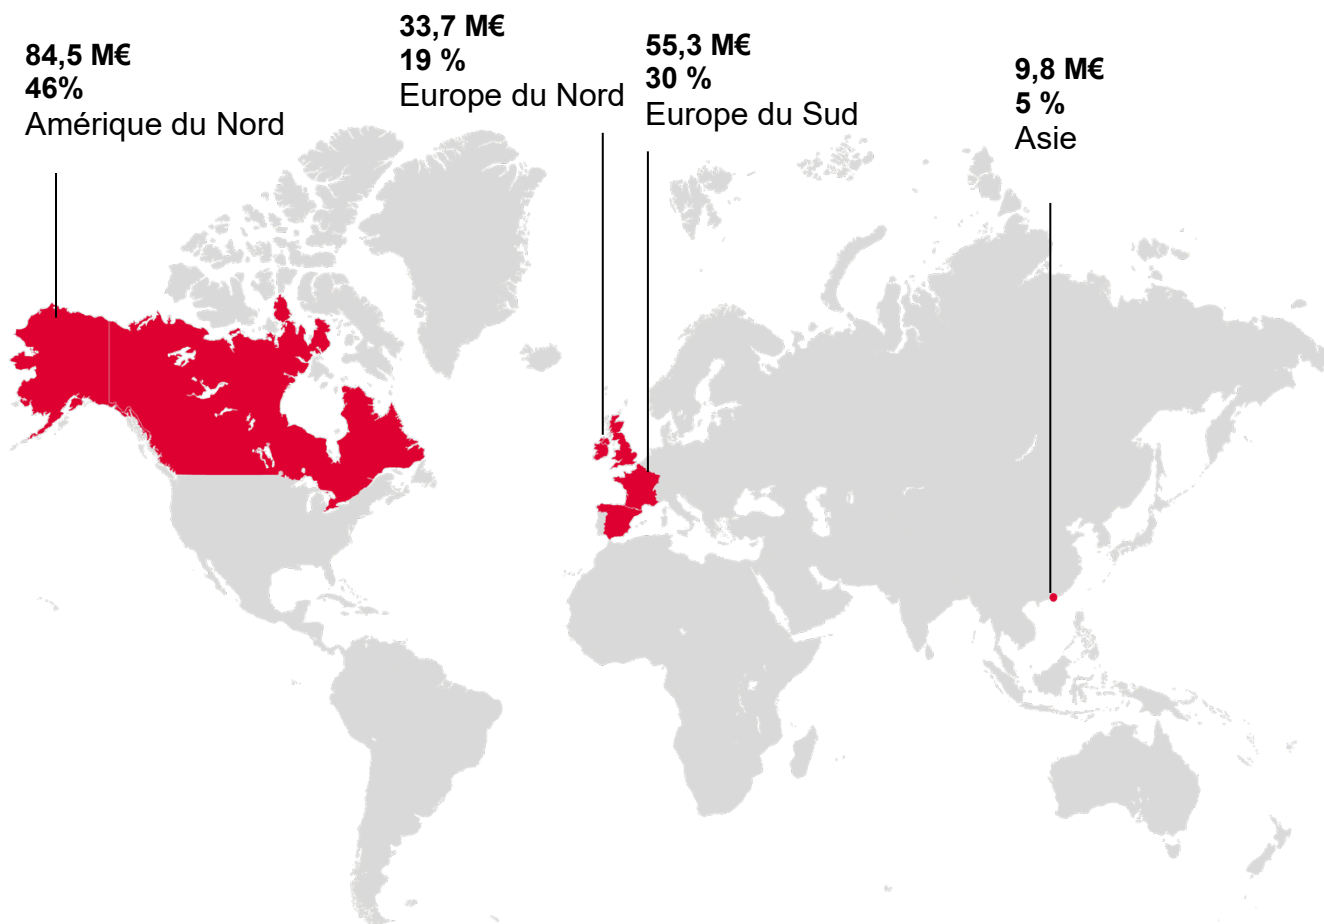 84,5 M€
46%
Amérique du Nord
33,7 M€
19 %
Europe du Nord
55,3 M€
30 %
Europe du Sud
9,8 M€
5 %
Asie